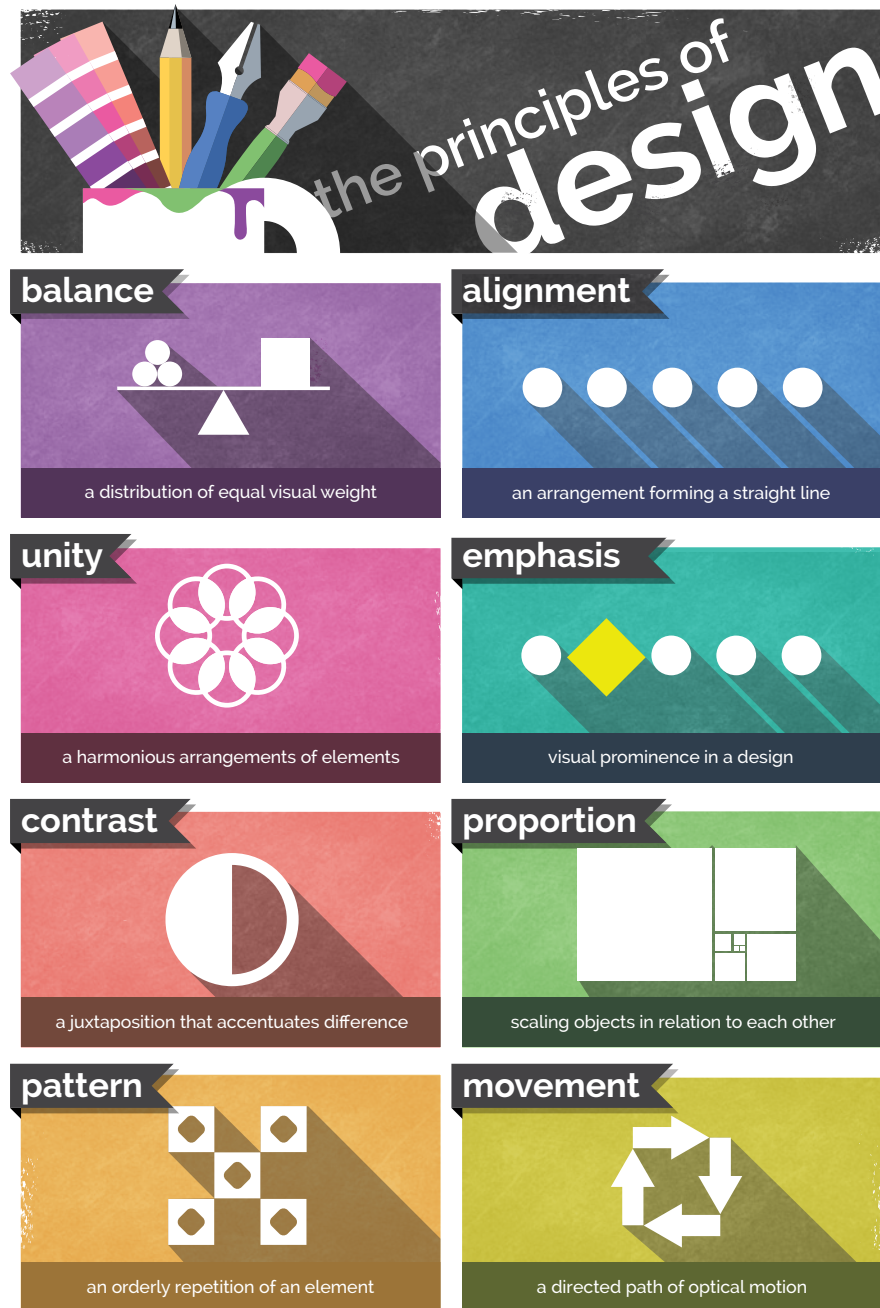 the principles of
design
balance
a distribution of equal visual weight
alignment
an arrangement forming a straight line
unity
a harmonious arrangements of elements
emphasis
visual prominence in a design
contrast
a juxtaposition that accentuates difference
proportion
scaling objects in relation to each other
pattern
an orderly repetition of an element
movement
a directed path of optical motion